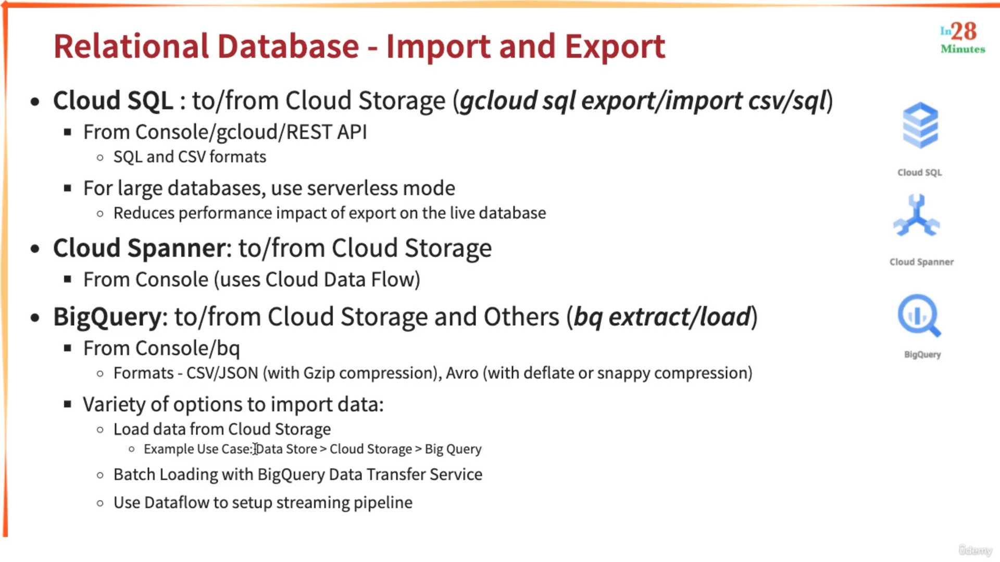 Relational Database - Import and Export
In28
Minutes
Cloud SQL : to/from Cloud Storage (gcloud sql export/import csv/sql)
From Console/gcloud/REST API
SQL and CSV formats
For large databases, use serverless mode
Reduces performance impact of export on the live database
Cloud Spanner: to/from Cloud Storage
From Console (uses Cloud Data Flow)
BigQuery: to/from Cloud Storage and Others (bq extract/load)
From Console/bq
Formats - CSV/JSON (with Gzip compression), Avro (with deflate or snappy compression)
Variety of options to import data:
Load data from Cloud Storage
Example Use Case: Data Store > Cloud Storage > Big Query
Batch Loading with BigQuery Data Transfer Service
Use Dataflow to setup streaming pipeline
Cloud SQL
Cloud Spanner
BigQuery
ûdemy